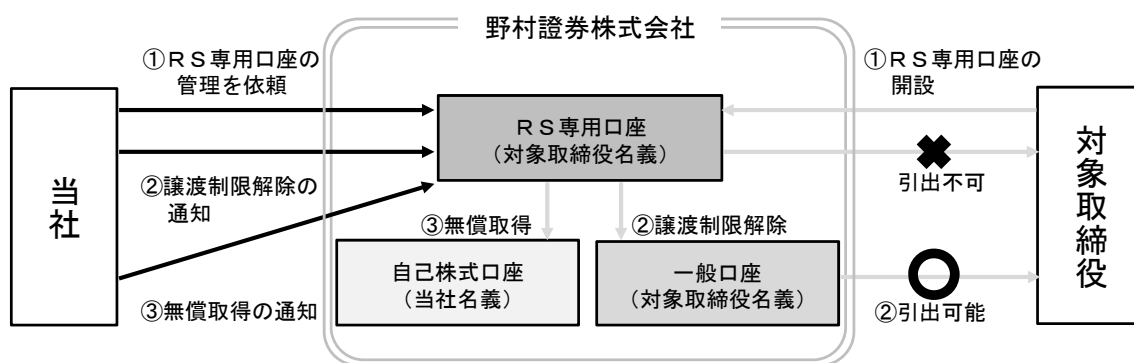 野村證券株式会社
①ＲＳ専用口座の
管理を依頼
①ＲＳ専用口座の
開設
当社
ＲＳ専用口座
（対象取締役名義）
対象取締役
引出不可
②譲渡制限解除の
通知
③無償取得
②譲渡制限解除
自己株式口座
（当社名義）
一般口座
（対象取締役名義）
③無償取得の通知
②引出可能